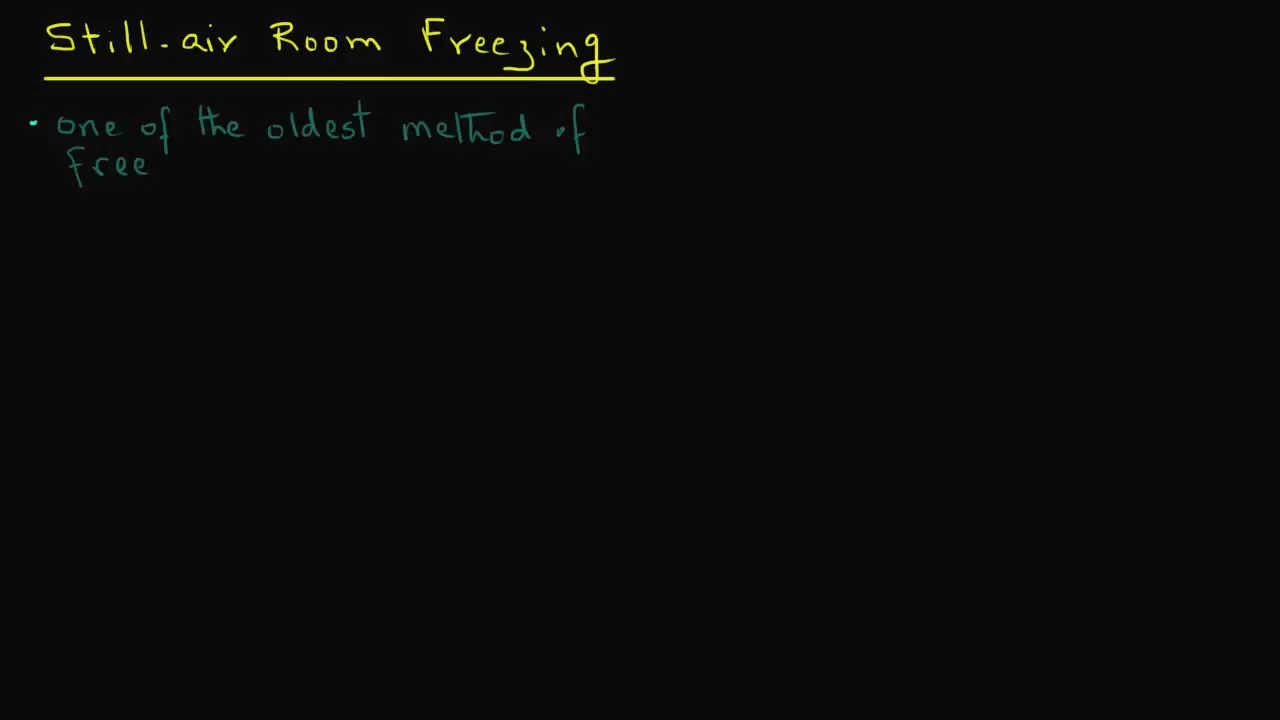 Still-air Room Freezing
• one of the oldest method of
free